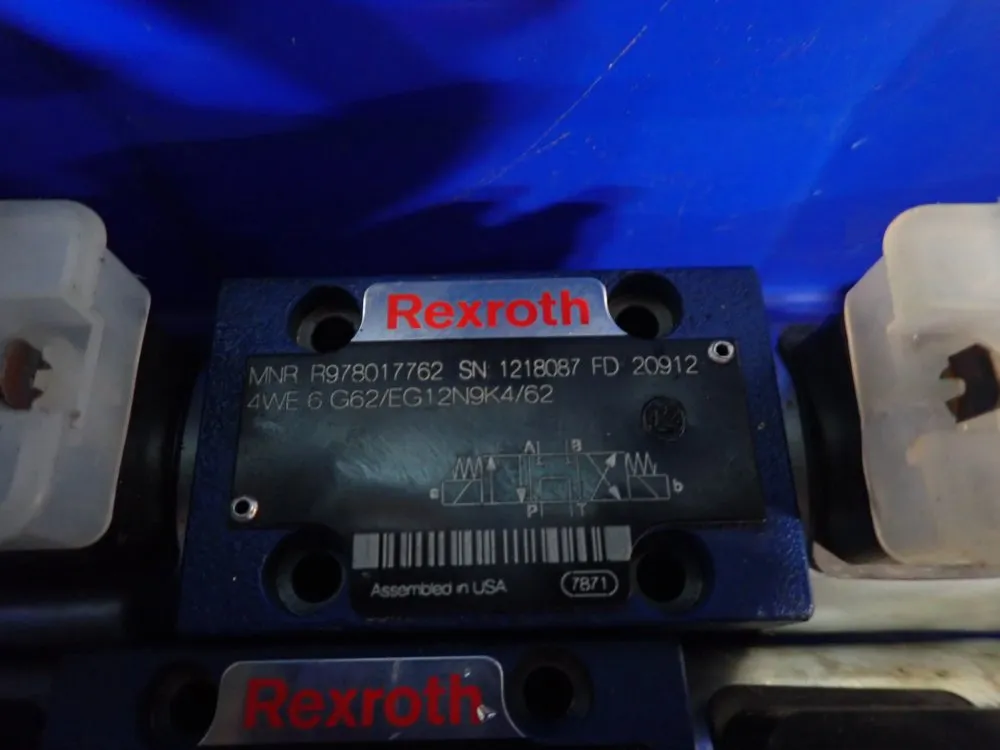 Rexroth
MNR R978017762 SN 1218087 FD 20912
4WE 6 G62/EG12N9K4/62
A B
a b
P T
Assembled in USA 7871
Rexroth